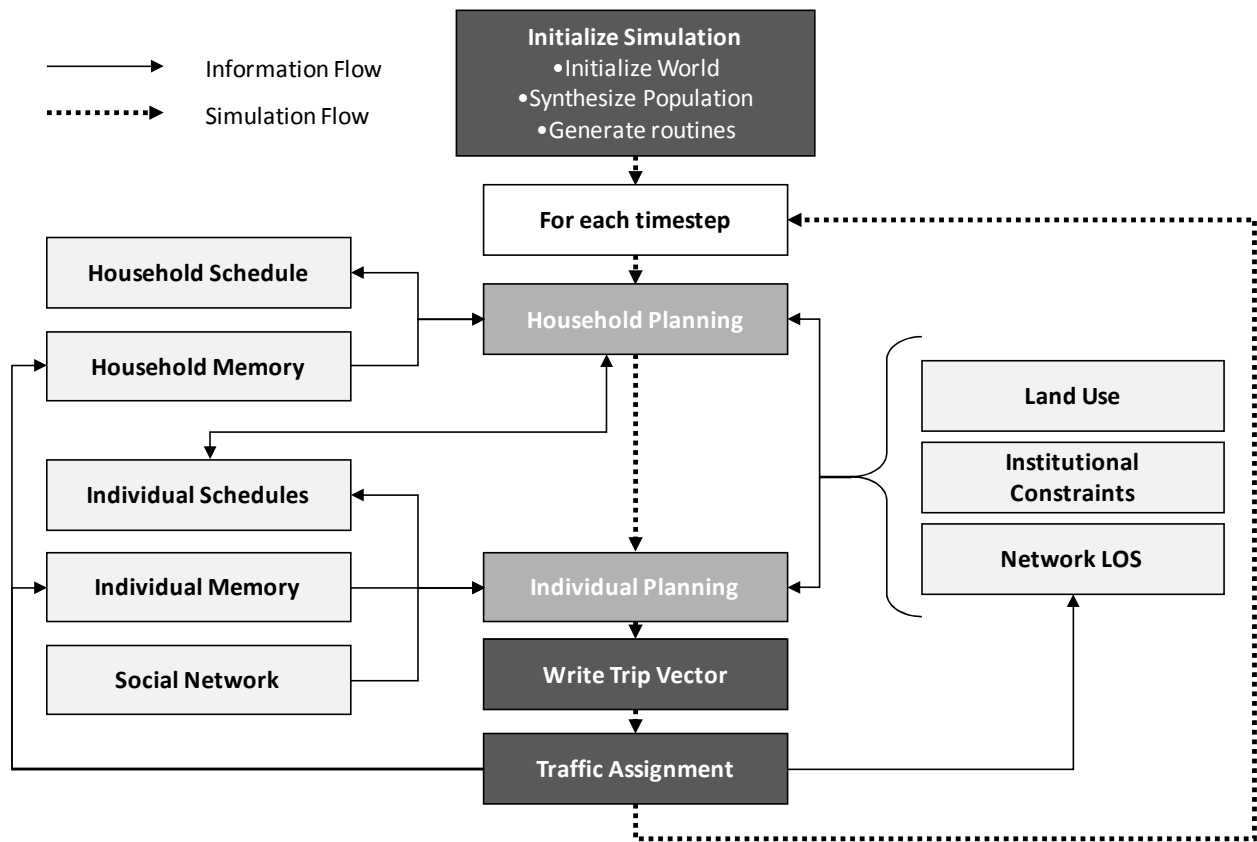 Initialize Simulation
•Initialize World
•Synthesize Population
•Generate routines
Information Flow
Simulation Flow
For each timestep
Household Schedule
Household Planning
Household Memory
Land Use
Institutional
Constraints
Individual Schedules
Network LOS
Individual Memory
Individual Planning
Social Network
Write Trip Vector
Traffic Assignment